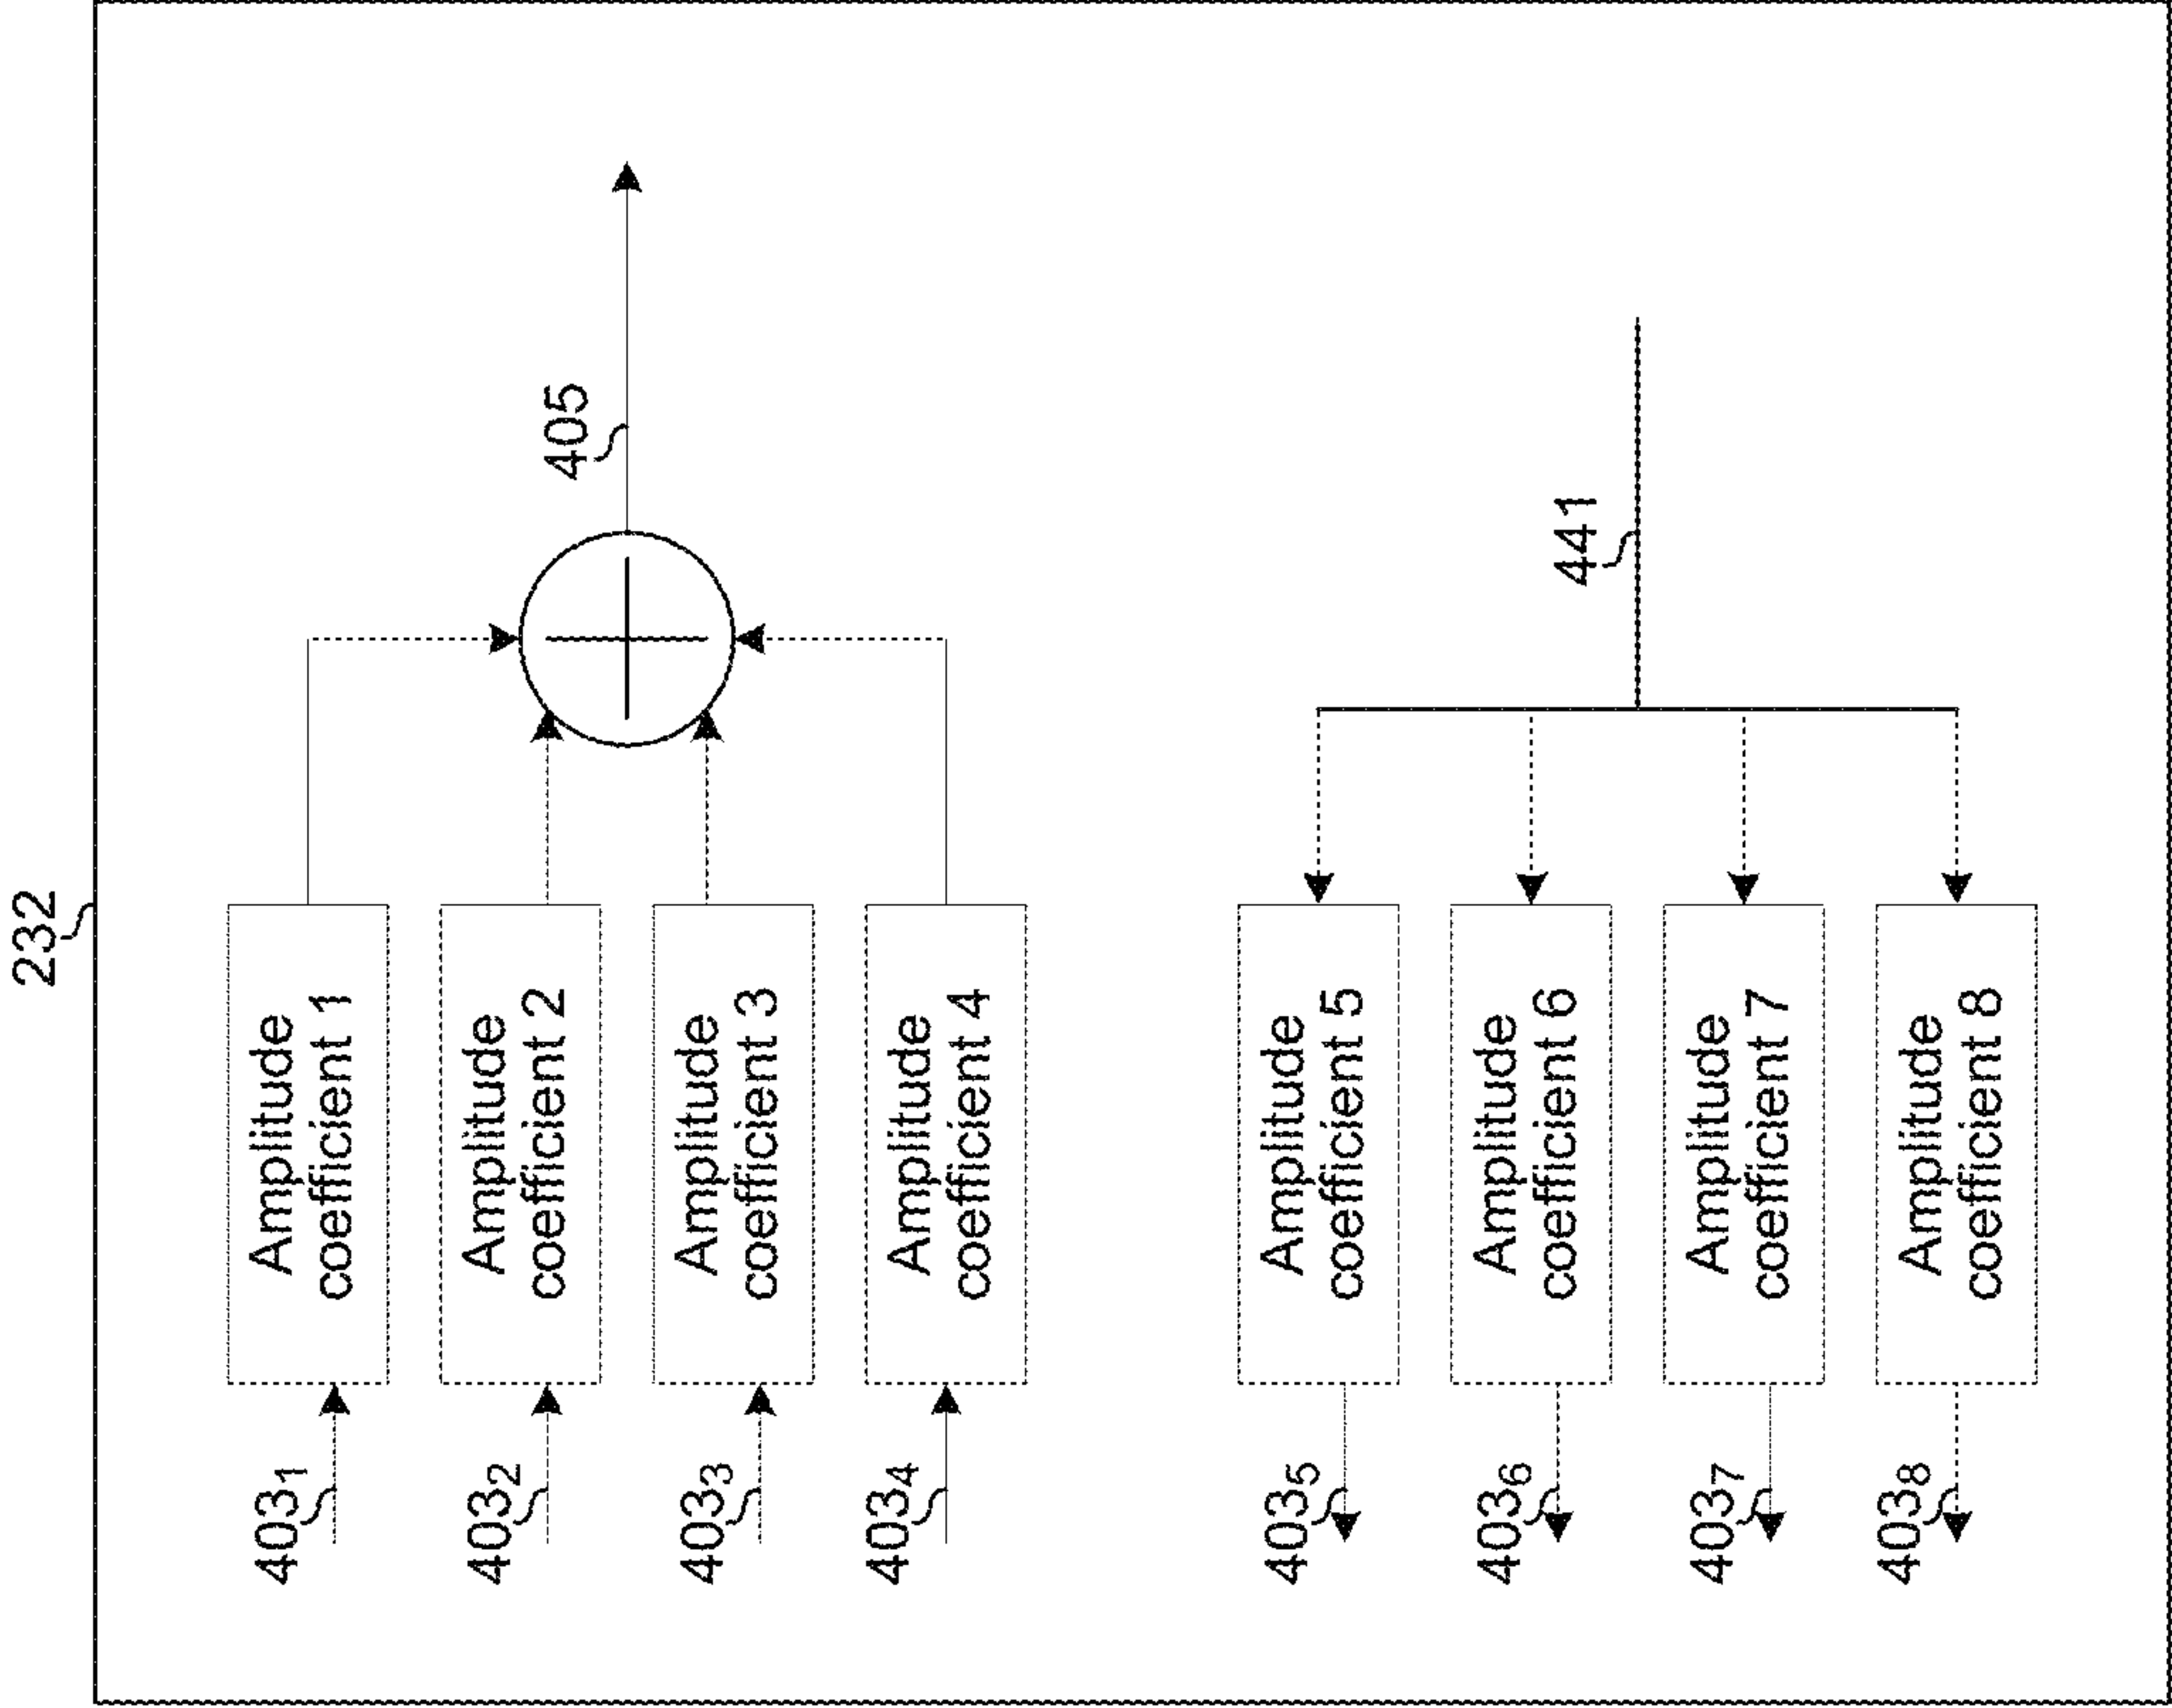 232
403₁
Amplitude
coefficient 1
403₂
Amplitude
coefficient 2
403₃
Amplitude
coefficient 3
403₄
Amplitude
coefficient 4
405
403₅
Amplitude
coefficient 5
403₆
Amplitude
coefficient 6
403₇
Amplitude
coefficient 7
403₈
Amplitude
coefficient 8
441